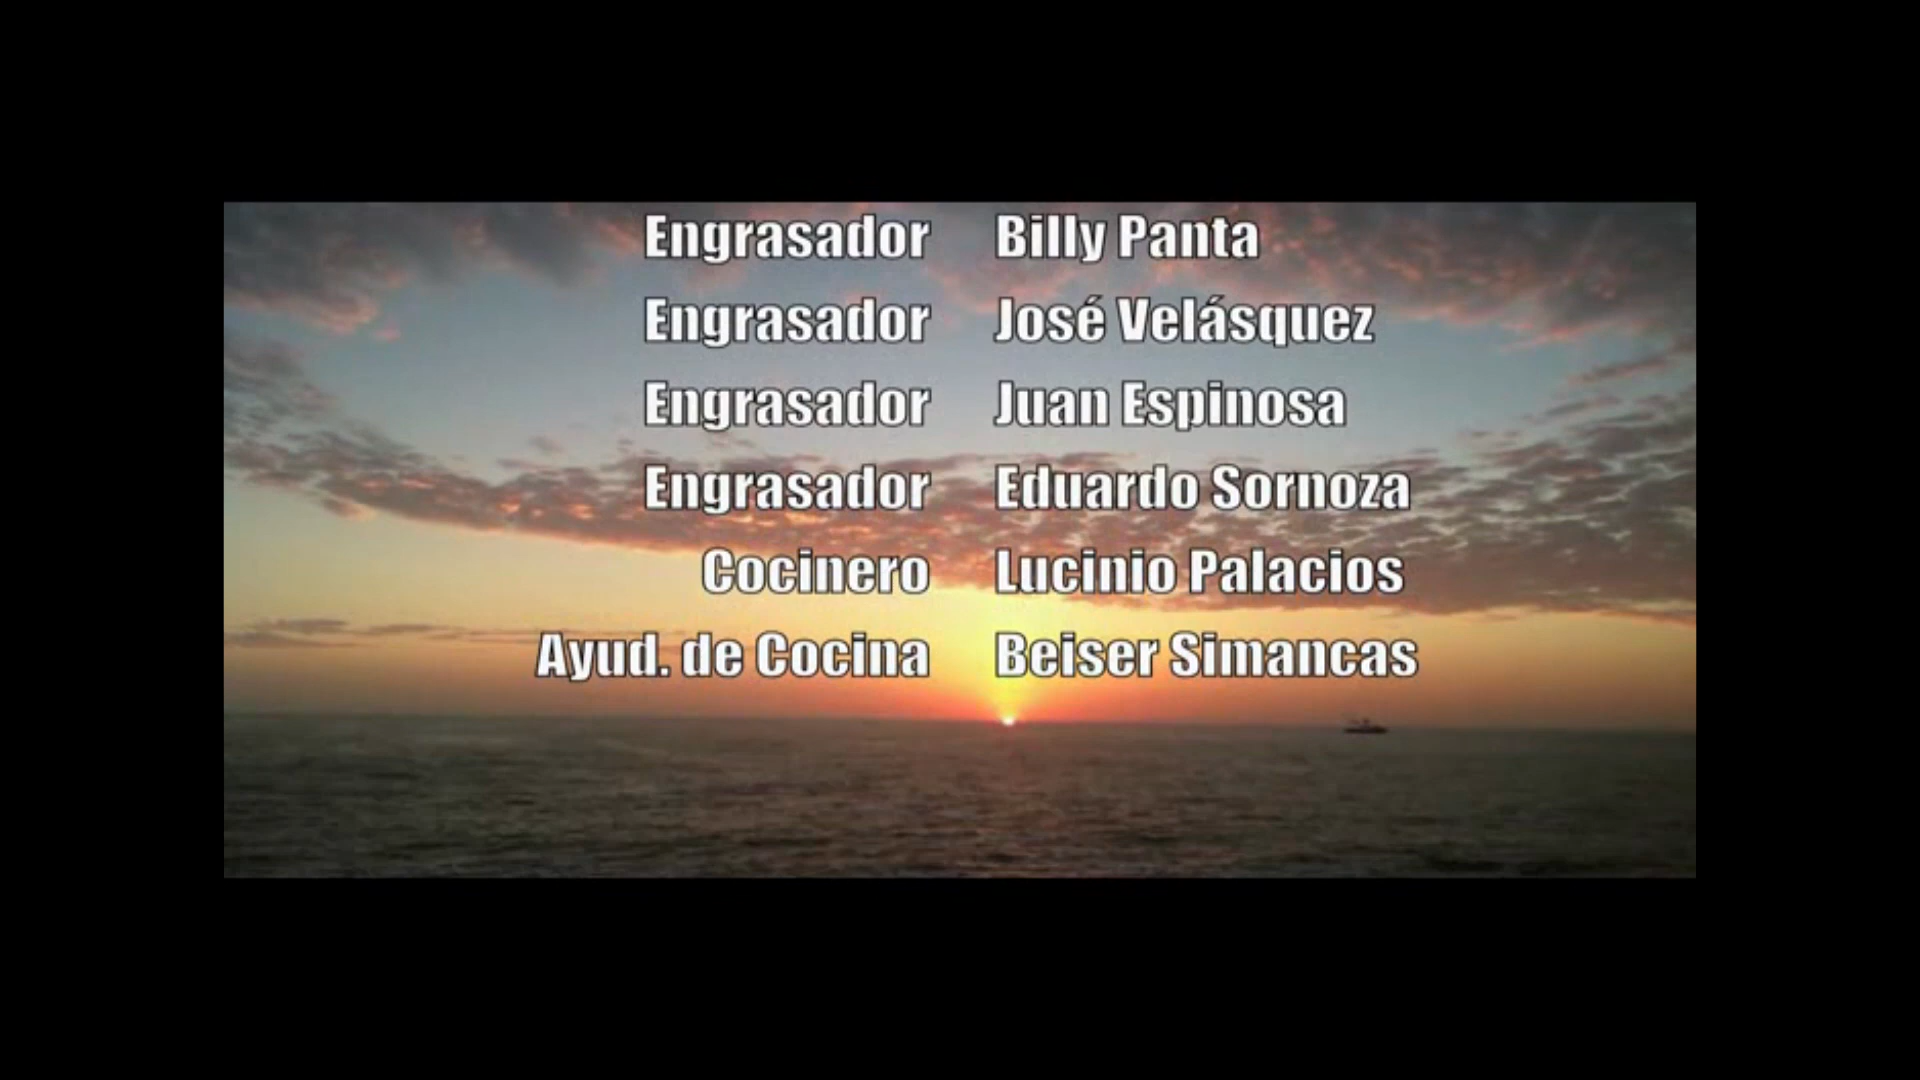 Engrasador Billy Panta
Engrasador José Velásquez
Engrasador Juan Espinosa
Engrasador Eduardo Sornoza
Cocinero Lucinio Palacios
Ayud. de Cocina Beiser Simancas